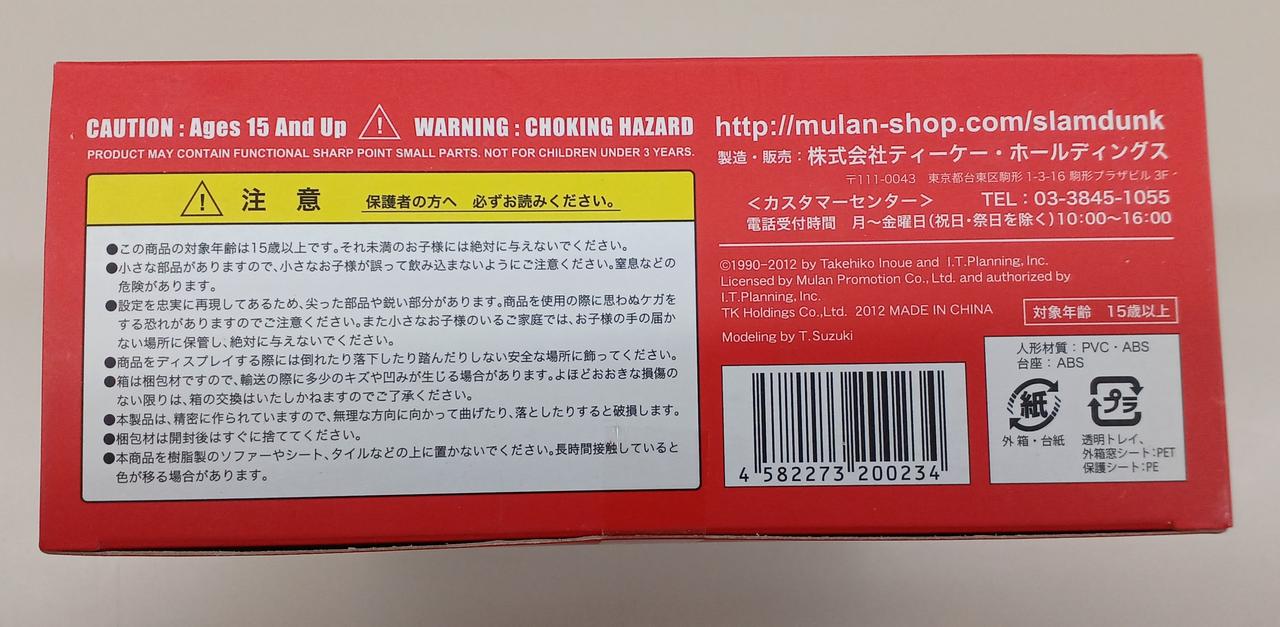 CAUTION : Ages 15 And Up ! WARNING : CHOKING HAZARD
PRODUCT MAY CONTAIN FUNCTIONAL SHARP POINT SMALL PARTS. NOT FOR CHILDREN UNDER 3 YEARS.
! 注 意 保護者の方へ 必ずお読みください。
●この商品の対象年齢は15歳以上です。それ未満のお子様には絶対に与えないでください。
●小さな部品がありますので、小さなお子様が誤って飲み込まないようにご注意ください。窒息などの
危険があります。
●設定を忠実に再現してあるため、尖った部品や鋭い部分があります。商品を使用の際に思わぬケガを
する恐れがありますのでご注意ください。また小さなお子様のいるご家庭では、お子様の手の届か
ない場所に保管し、絶対に与えないでください。
●商品をディスプレイする際には倒れたり落下したり踏んだりしない安全な場所に飾ってください。
●箱は梱包材ですので、輸送の際に多少のキズや凹みが生じる場合があります。よほどおおきな損傷の
ない限りは、箱の交換はいたしかねますのでご了承ください。
●本製品は、精密に作られていますので、無理な方向に向かって曲げたり、落としたりすると破損します。
●梱包材は開封後はすぐに捨ててください。
●本商品を樹脂製のソファーやシート、タイルなどの上に置かないでください。長時間接触していると
色が移る場合があります。
http://mulan-shop.com/slamdunk
製造・販売：株式会社ティーケー・ホールディングス
〒111-0043 東京都台東区駒形 1-3-16 駒形プラザビル 3F
＜カスタマーセンター＞ TEL：03-3845-1055
電話受付時間 月～金曜日(祝日・祭日を除く)10:00～16:00
©1990-2012 by Takehiko Inoue and I.T.Planning, Inc.
Licensed by Mulan Promotion Co., Ltd. and authorized by
I.T.Planning, Inc.
TK Holdings Co.,Ltd. 2012 MADE IN CHINA
対象年齢 15歳以上
Modeling by T.Suzuki
4 582273 200234
人形材質：PVC・ABS
台座：ABS
紙
プラ
外箱・台紙
透明トレイ、
外箱窓シート:PET
保護シート:PE